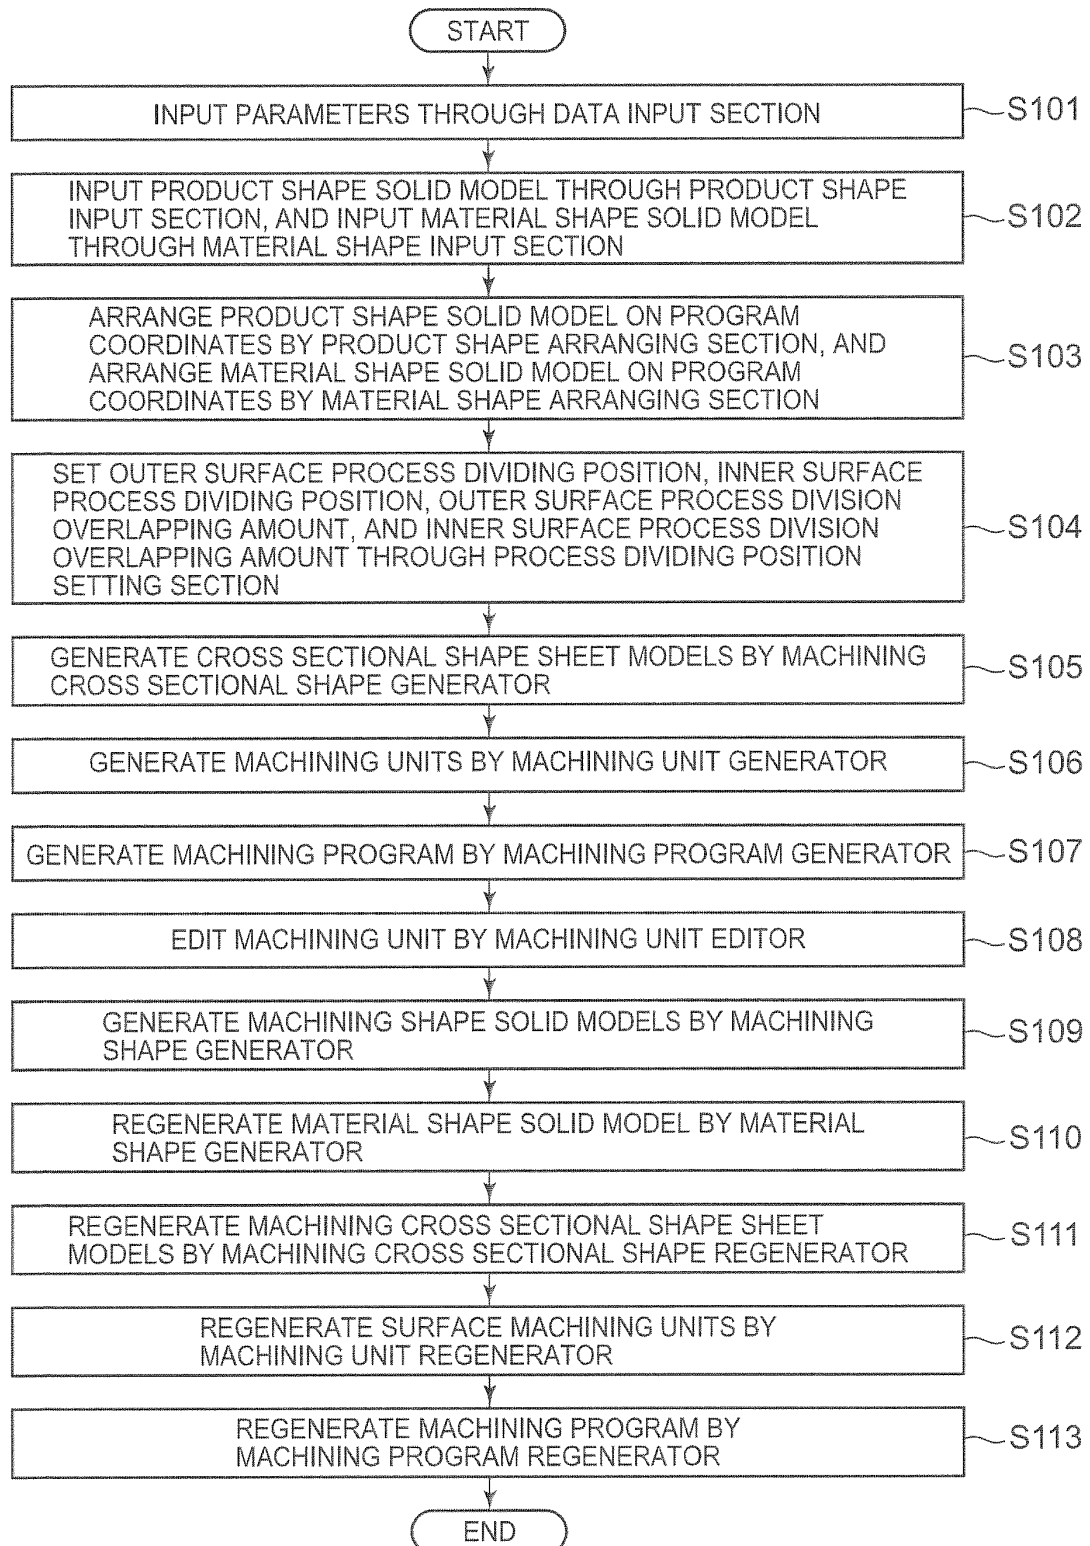 START
INPUT PARAMETERS THROUGH DATA INPUT SECTION
S101
INPUT PRODUCT SHAPE SOLID MODEL THROUGH PRODUCT SHAPE
INPUT SECTION, AND INPUT MATERIAL SHAPE SOLID MODEL
THROUGH MATERIAL SHAPE INPUT SECTION
S102
ARRANGE PRODUCT SHAPE SOLID MODEL ON PROGRAM
COORDINATES BY PRODUCT SHAPE ARRANGING SECTION, AND
ARRANGE MATERIAL SHAPE SOLID MODEL ON PROGRAM
COORDINATES BY MATERIAL SHAPE ARRANGING SECTION
S103
SET OUTER SURFACE PROCESS DIVIDING POSITION, INNER SURFACE
PROCESS DIVIDING POSITION, OUTER SURFACE PROCESS DIVISION
OVERLAPPING AMOUNT, AND INNER SURFACE PROCESS DIVISION
OVERLAPPING AMOUNT THROUGH PROCESS DIVIDING POSITION
SETTING SECTION
S104
GENERATE CROSS SECTIONAL SHAPE SHEET MODELS BY MACHINING
CROSS SECTIONAL SHAPE GENERATOR
S105
GENERATE MACHINING UNITS BY MACHINING UNIT GENERATOR
S106
GENERATE MACHINING PROGRAM BY MACHINING PROGRAM GENERATOR
S107
EDIT MACHINING UNIT BY MACHINING UNIT EDITOR
S108
GENERATE MACHINING SHAPE SOLID MODELS BY MACHINING
SHAPE GENERATOR
S109
REGENERATE MATERIAL SHAPE SOLID MODEL BY MATERIAL
SHAPE GENERATOR
S110
REGENERATE MACHINING CROSS SECTIONAL SHAPE SHEET
MODELS BY MACHINING CROSS SECTIONAL SHAPE REGENERATOR
S111
REGENERATE SURFACE MACHINING UNITS BY
MACHINING UNIT REGENERATOR
S112
REGENERATE MACHINING PROGRAM BY
MACHINING PROGRAM REGENERATOR
S113
END